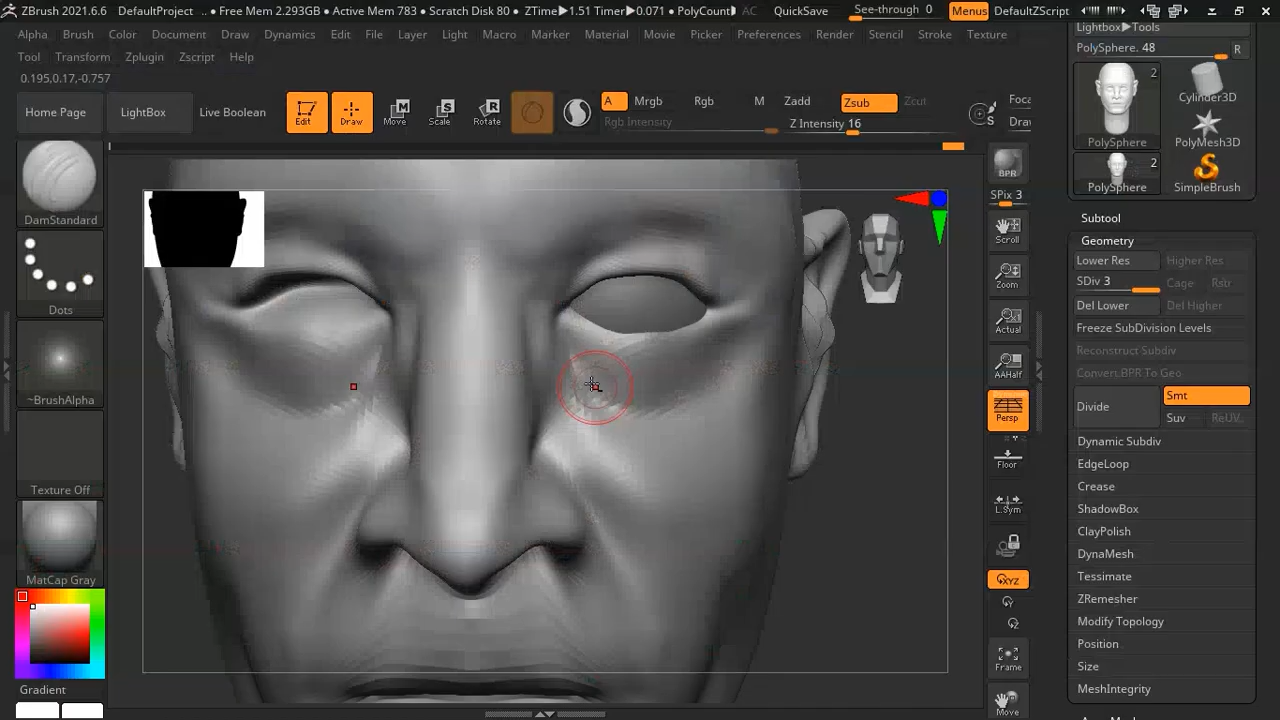 ZBrush 2021.6.6 DefaultProject .. • Free Mem 2.293GB • Active Mem 783 • Scratch Disk 80 • ZTime▶1.51 Timer▶0.071 • PolyCount▶ AC QuickSave See-through 0 Menus DefaultZScript
Alpha Brush Color Document Draw Dynamics Edit File Layer Light Macro Marker Material Movie Picker Preferences Render Stencil Stroke Texture
Tool Transform Zplugin Zscript Help
0.195,0.17,-0.757
Home Page LightBox Live Boolean
Edit Draw Move Scale Rotate
A Mrgb Rgb M Zadd Zsub Zcut
Rgb Intensity Z Intensity 16
S Foca
Draw
DamStandard
Dots
~BrushAlpha
Texture Off
MatCap Gray
Gradient
BPR
SPix 3
Scroll
Zoom
Actual
AAHalf
Persp
Floor
L.Sym
XYZ
Y
Z
Frame
Move
Lightbox▶Tools
PolySphere. 48 R
2
PolySphere
Cylinder3D
PolyMesh3D
2
PolySphere
SimpleBrush
Subtool
Geometry
Lower Res Higher Res
SDiv 3 Cage Rstr
Del Lower Del Higher
Freeze SubDivision Levels
Reconstruct Subdiv
Convert BPR To Geo
Divide Smt
Suv ReUV
Dynamic Subdiv
EdgeLoop
Crease
ShadowBox
ClayPolish
DynaMesh
Tessimate
ZRemesher
Modify Topology
Position
Size
MeshIntegrity